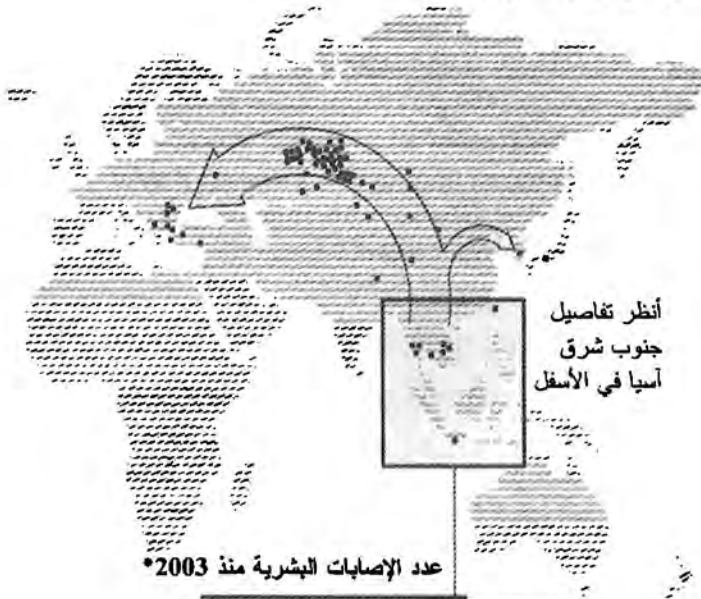 أنظر تفاصيل
جنوب شرق
آسيا في الأسفل
عدد الإصابات البشرية منذ 2003*